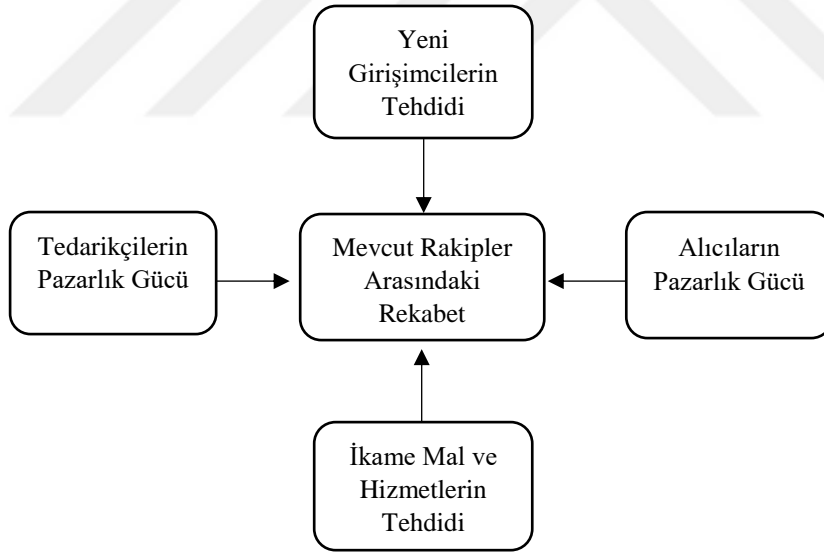 Yeni
Girişimcilerin
Tehdidi
Tedarikçilerin
Pazarlık Gücü
Mevcut Rakipler
Arasındaki
Rekabet
Alıcıların
Pazarlık Gücü
İkame Mal ve
Hizmetlerin
Tehdidi